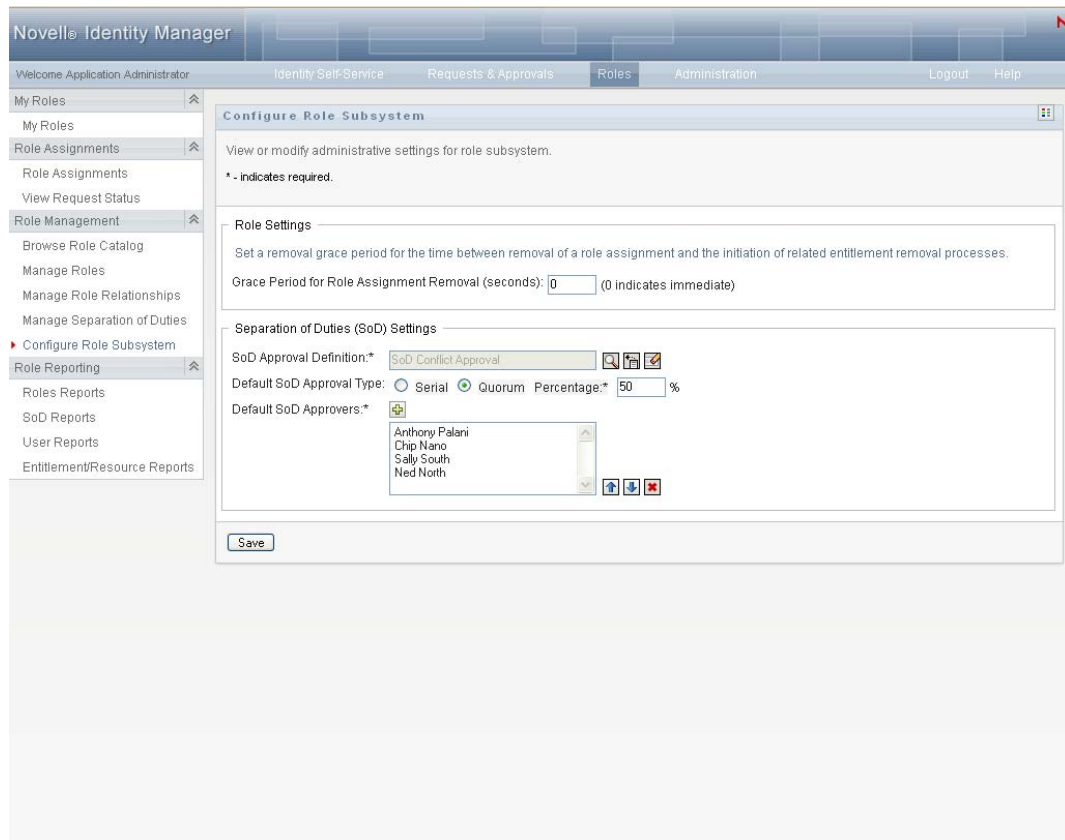 Novell® Identity Manager
Welcome Application Administrator
Identity Self-Service
Requests & Approvals
Roles
Administration
Logout
Help
My Roles
My Roles
Role Assignments
Role Assignments
View Request Status
Role Management
Browse Role Catalog
Manage Roles
Manage Role Relationships
Manage Separation of Duties
Configure Role Subsystem
Role Reporting
Roles Reports
SoD Reports
User Reports
Entitlement/Resource Reports
Configure Role Subsystem
View or modify administrative settings for role subsystem.
* - indicates required.
Role Settings
Set a removal grace period for the time between removal of a role assignment and the initiation of related entitlement removal processes.
Grace Period for Role Assignment Removal (seconds): 0 (0 indicates immediate)
Separation of Duties (SoD) Settings
SoD Approval Definition:* SoD Conflict Approval
Default SoD Approval Type: Serial Quorum Percentage:* 50 %
Default SoD Approvers:*
Anthony Palani
Chip Nano
Sally South
Ned North
Save